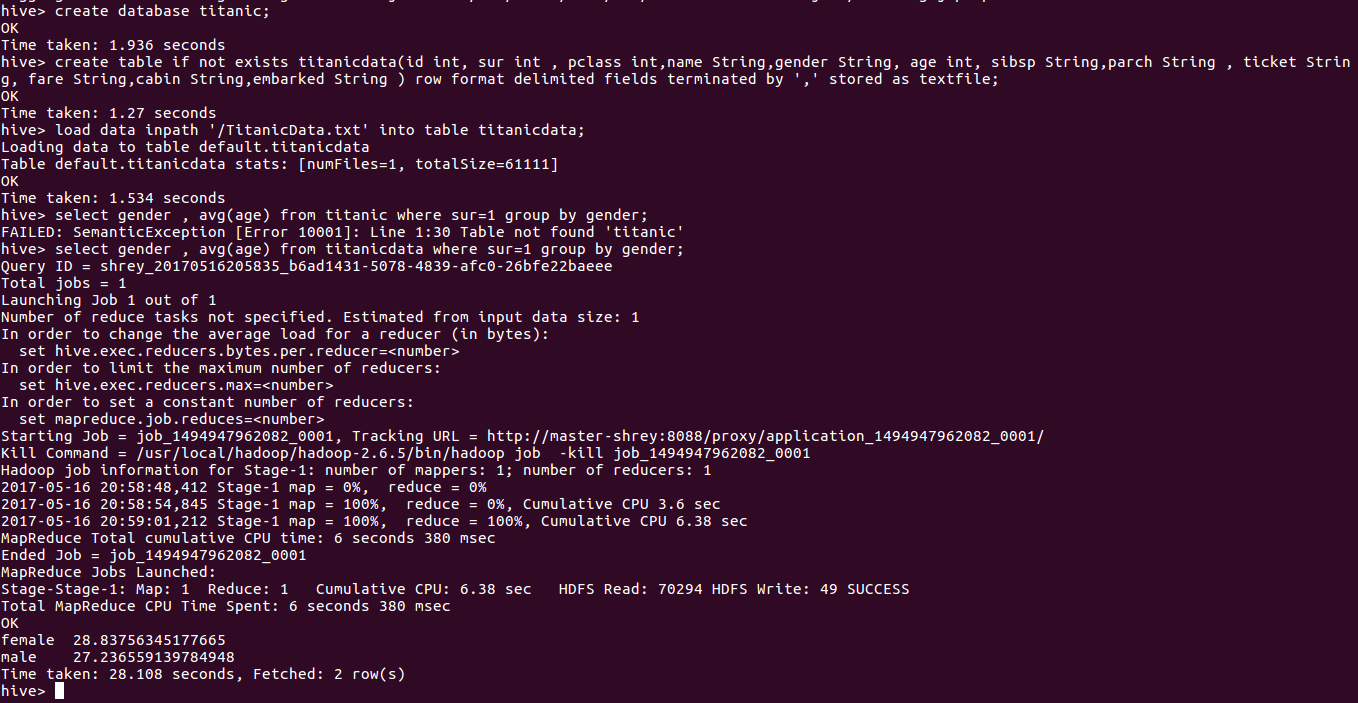 hive> create database titanic;
OK
Time taken: 1.936 seconds
hive> create table if not exists titanicdata(id int, sur int , pclass int,name String,gender String, age int, sibsp String,parch String , ticket Strin
g, fare String,cabin String,embarked String ) row format delimited fields terminated by ',' stored as textfile;
OK
Time taken: 1.27 seconds
hive> load data inpath '/TitanicData.txt' into table titanicdata;
Loading data to table default.titanicdata
Table default.titanicdata stats: [numFiles=1, totalSize=61111]
OK
Time taken: 1.534 seconds
hive> select gender , avg(age) from titanic where sur=1 group by gender;
FAILED: SemanticException [Error 10001]: Line 1:30 Table not found 'titanic'
hive> select gender , avg(age) from titanicdata where sur=1 group by gender;
Query ID = shrey_20170516205835_b6ad1431-5078-4839-afc0-26bfe22baeee
Total jobs = 1
Launching Job 1 out of 1
Number of reduce tasks not specified. Estimated from input data size: 1
In order to change the average load for a reducer (in bytes):
  set hive.exec.reducers.bytes.per.reducer=<number>
In order to limit the maximum number of reducers:
  set hive.exec.reducers.max=<number>
In order to set a constant number of reducers:
  set mapreduce.job.reduces=<number>
Starting Job = job_1494947962082_0001, Tracking URL = http://master-shrey:8088/proxy/application_1494947962082_0001/
Kill Command = /usr/local/hadoop/hadoop-2.6.5/bin/hadoop job  -kill job_1494947962082_0001
Hadoop job information for Stage-1: number of mappers: 1; number of reducers: 1
2017-05-16 20:58:48,412 Stage-1 map = 0%,  reduce = 0%
2017-05-16 20:58:54,845 Stage-1 map = 100%,  reduce = 0%, Cumulative CPU 3.6 sec
2017-05-16 20:59:01,212 Stage-1 map = 100%,  reduce = 100%, Cumulative CPU 6.38 sec
MapReduce Total cumulative CPU time: 6 seconds 380 msec
Ended Job = job_1494947962082_0001
MapReduce Jobs Launched:
Stage-Stage-1: Map: 1  Reduce: 1   Cumulative CPU: 6.38 sec   HDFS Read: 70294 HDFS Write: 49 SUCCESS
Total MapReduce CPU Time Spent: 6 seconds 380 msec
OK
female  28.83756345177665
male    27.236559139784948
Time taken: 28.108 seconds, Fetched: 2 row(s)
hive>